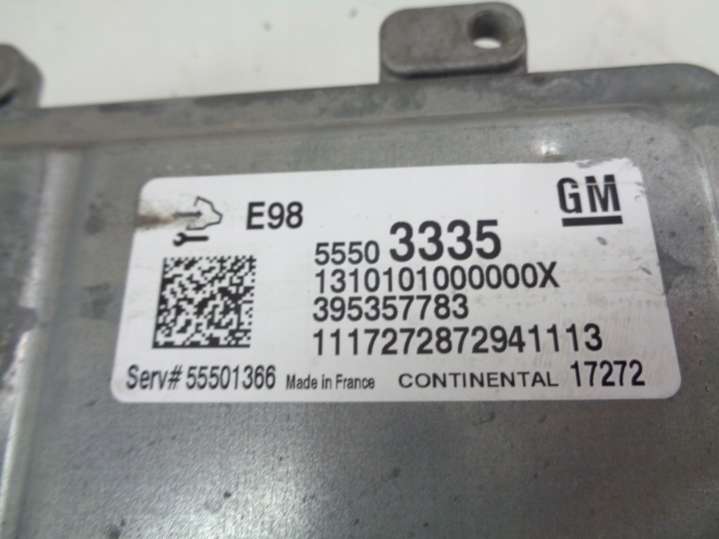 E98
GM
5550 3335
1310101000000X
395357783
1117272872941113
Serv# 55501366 Made in France CONTINENTAL 17272